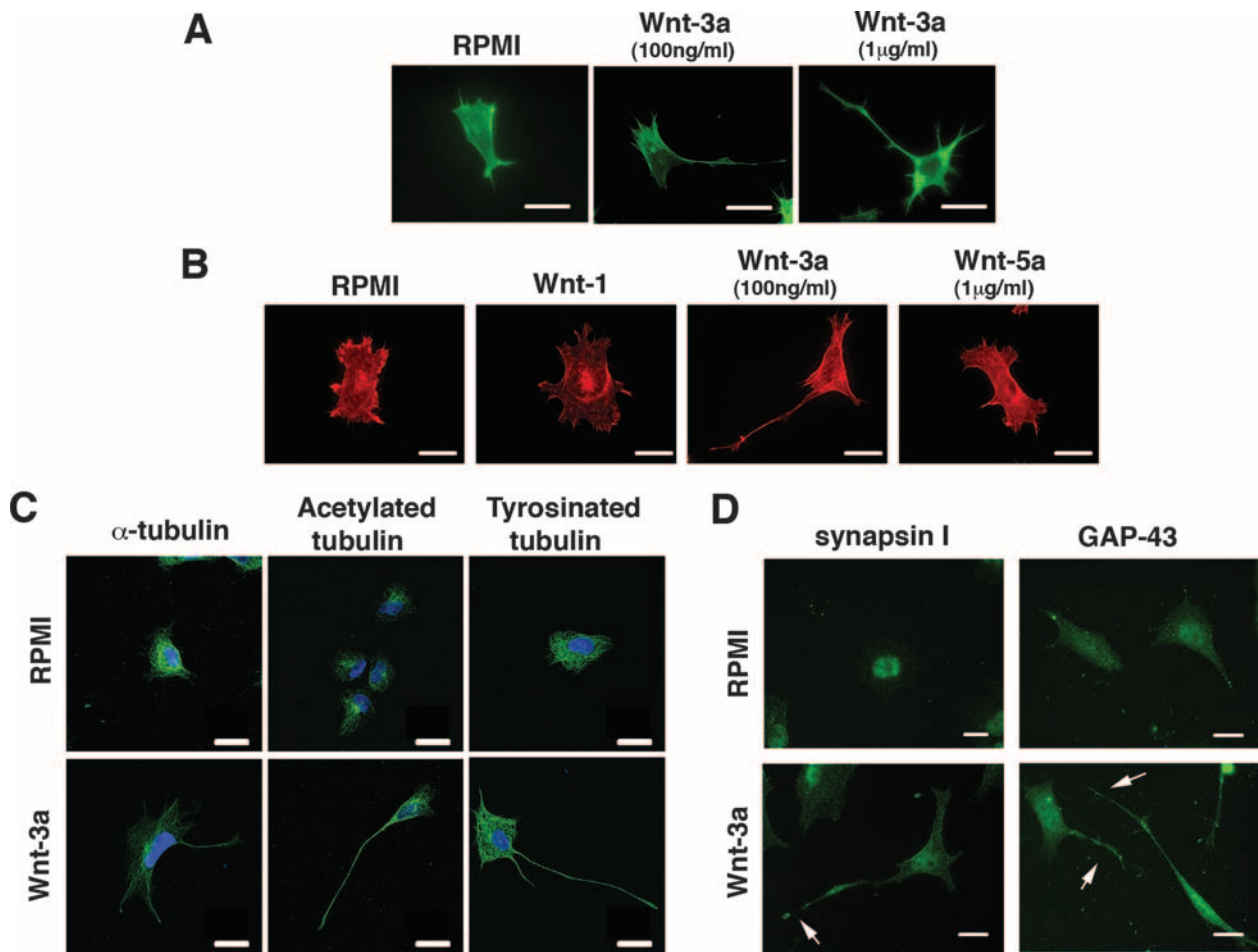 A
RPMI
Wnt-3a
(100ng/ml)
Wnt-3a
(1μg/ml)
B
RPMI
Wnt-1
Wnt-3a
(100ng/ml)
Wnt-5a
(1μg/ml)
C
α-tubulin
Acetylated
tubulin
Tyrosinated
tubulin
RPMI
Wnt-3a
D
synapsin I
GAP-43
RPMI
Wnt-3a